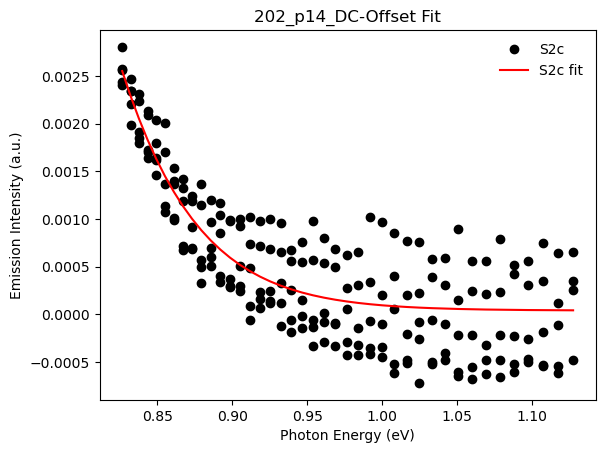 202_p14_DC-Offset Fit
Emission Intensity (a.u.)
0.0025
0.0020
0.0015
0.0010
0.0005
0.0000
−0.0005
S2c
S2c fit
0.85
0.90
0.95
1.00
1.05
1.10
Photon Energy (eV)